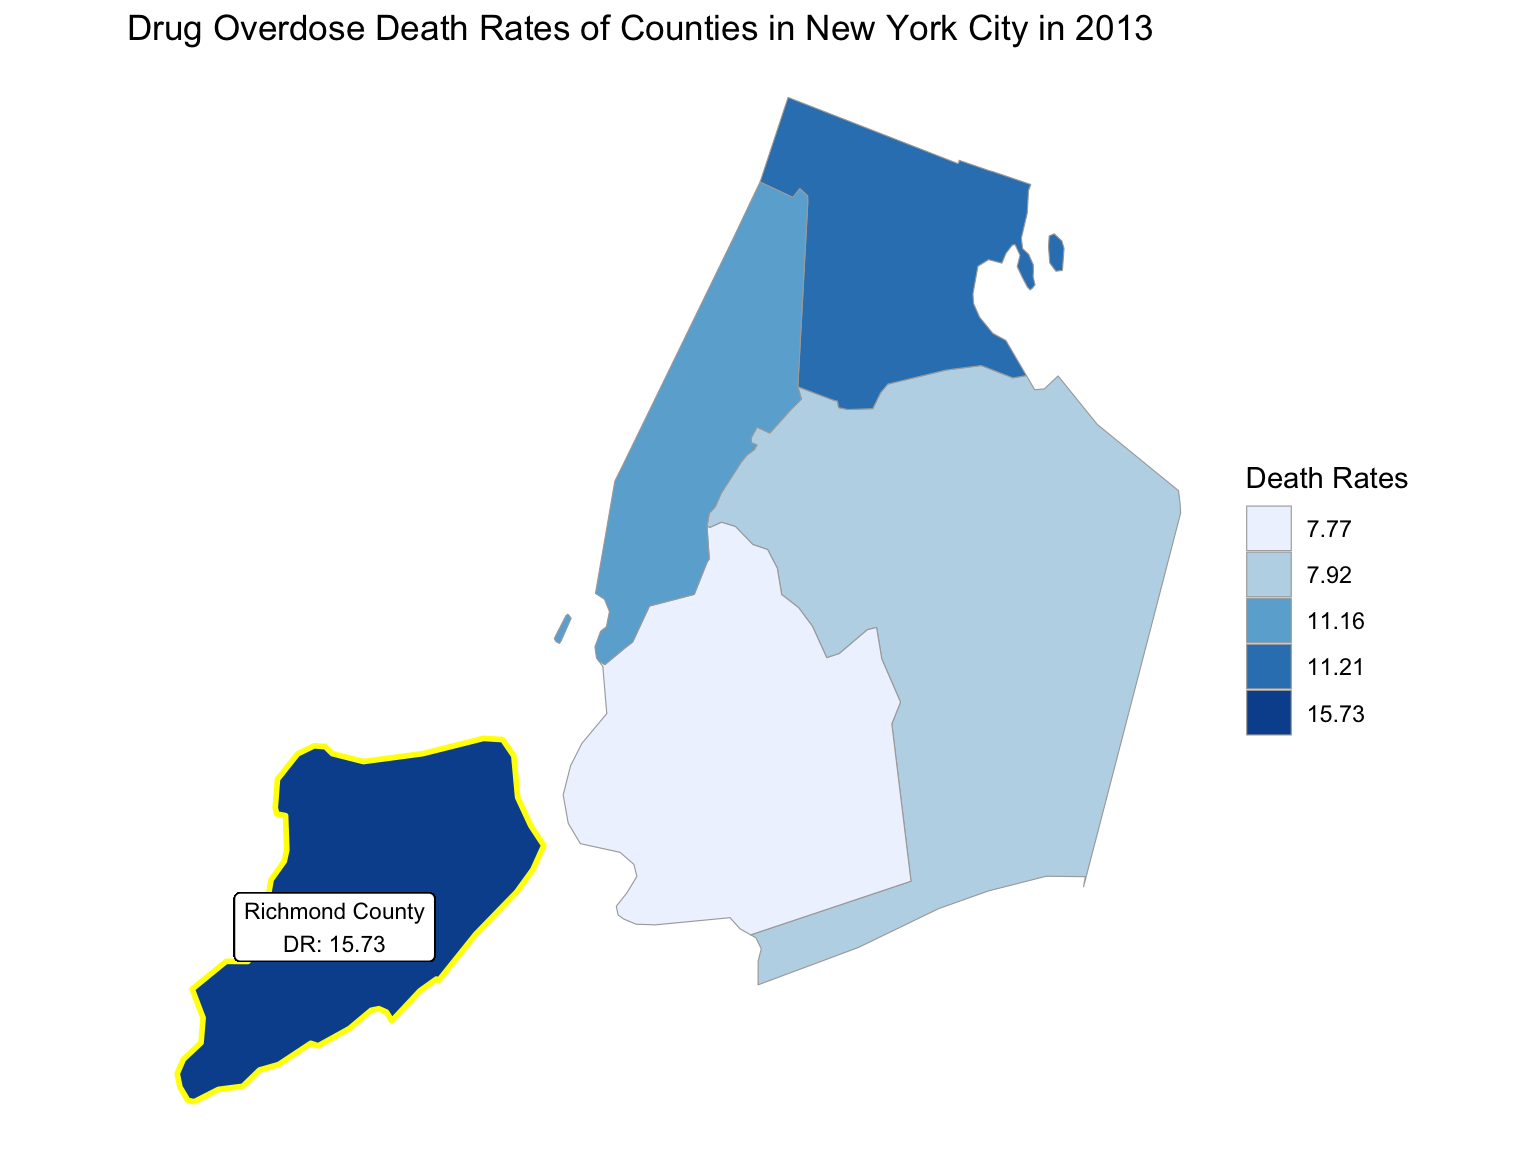 Drug Overdose Death Rates of Counties in New York City in 2013
Death Rates
7.77
7.92
11.16
11.21
15.73
Richmond County
DR: 15.73